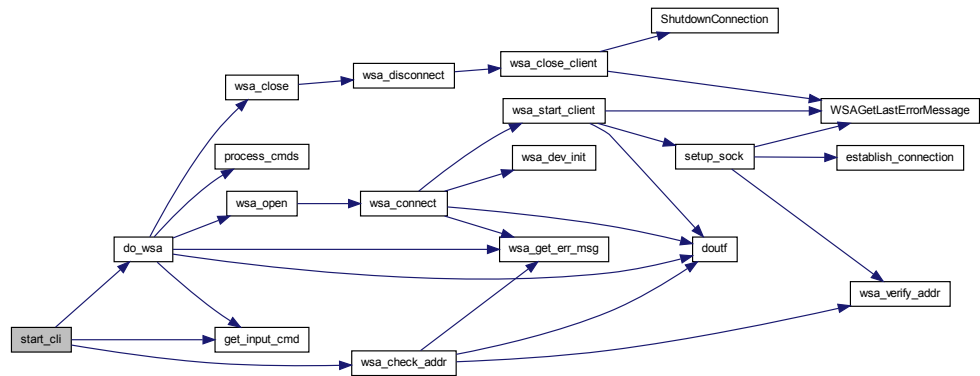 ShutdownConnection
wsa_close_client
wsa_disconnect
wsa_close
WSAGetLastErrorMessage
wsa_start_client
process_cmds
wsa_dev_init
setup_sock
establish_connection
wsa_open
wsa_connect
do_wsa
wsa_get_err_msg
doutf
wsa_verify_addr
start_cli
get_input_cmd
wsa_check_addr